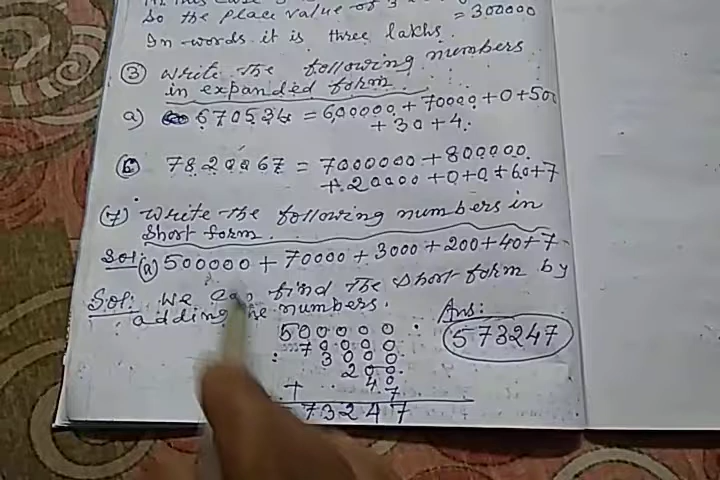 So the place value of 3
= 300000
In words it is three lakhs.
③ Write the following numbers
in expanded form
a) 670534 = 600000 + 70000 + 0 + 500
+ 30 + 4.
(b) 7820067 = 7000000 + 800000
+ 20000 + 0 + 0 + 60 + 7
(7) Write the following numbers in
Short form.
Sol: (a) 500000 + 70000 + 3000 + 200 + 40 + 7
Sol: We can find the short form by
adding the numbers.
500000
70000
3000
200
40
+ 7
73247
Ans:
573247